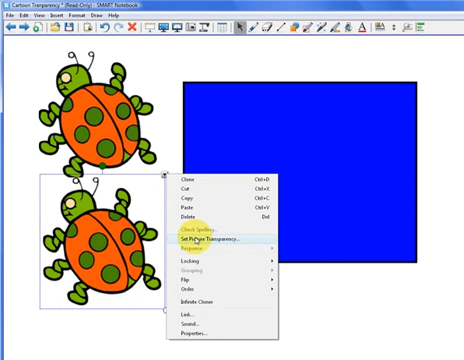 Cartoon Tranparency * (Read-Only) - SMART Notebook
File Edit View Insert Format Draw Help
Clone Ctrl+D
Cut Ctrl+X
Copy Ctrl+C
Paste Ctrl+V
Delete Del
Check Spelling...
Set Picture Transparency...
Response
Locking
Grouping
Flip
Order
Infinite Cloner
Link...
Sound...
Properties...